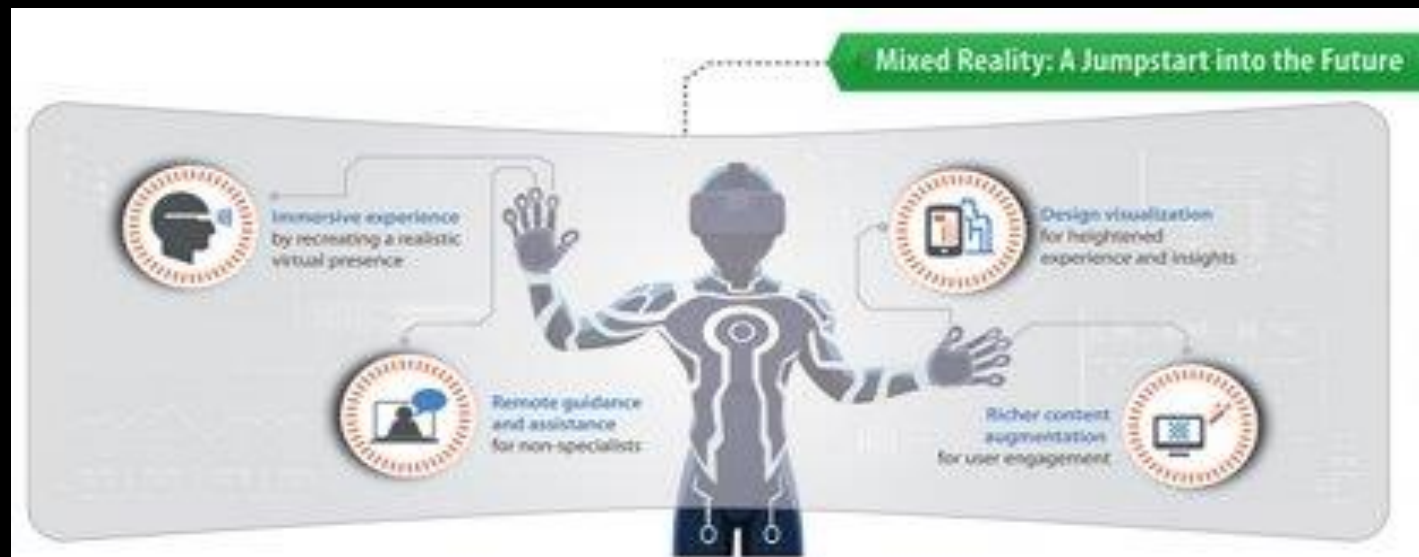 Mixed Reality: A Jumpstart into the Future
Immersive experience
by recreating a realistic
virtual presence
Design visualization
for heightened
experience and insights
Remote guidance
and assistance
for non-specialists
Richer content
augmentation
for user engagement